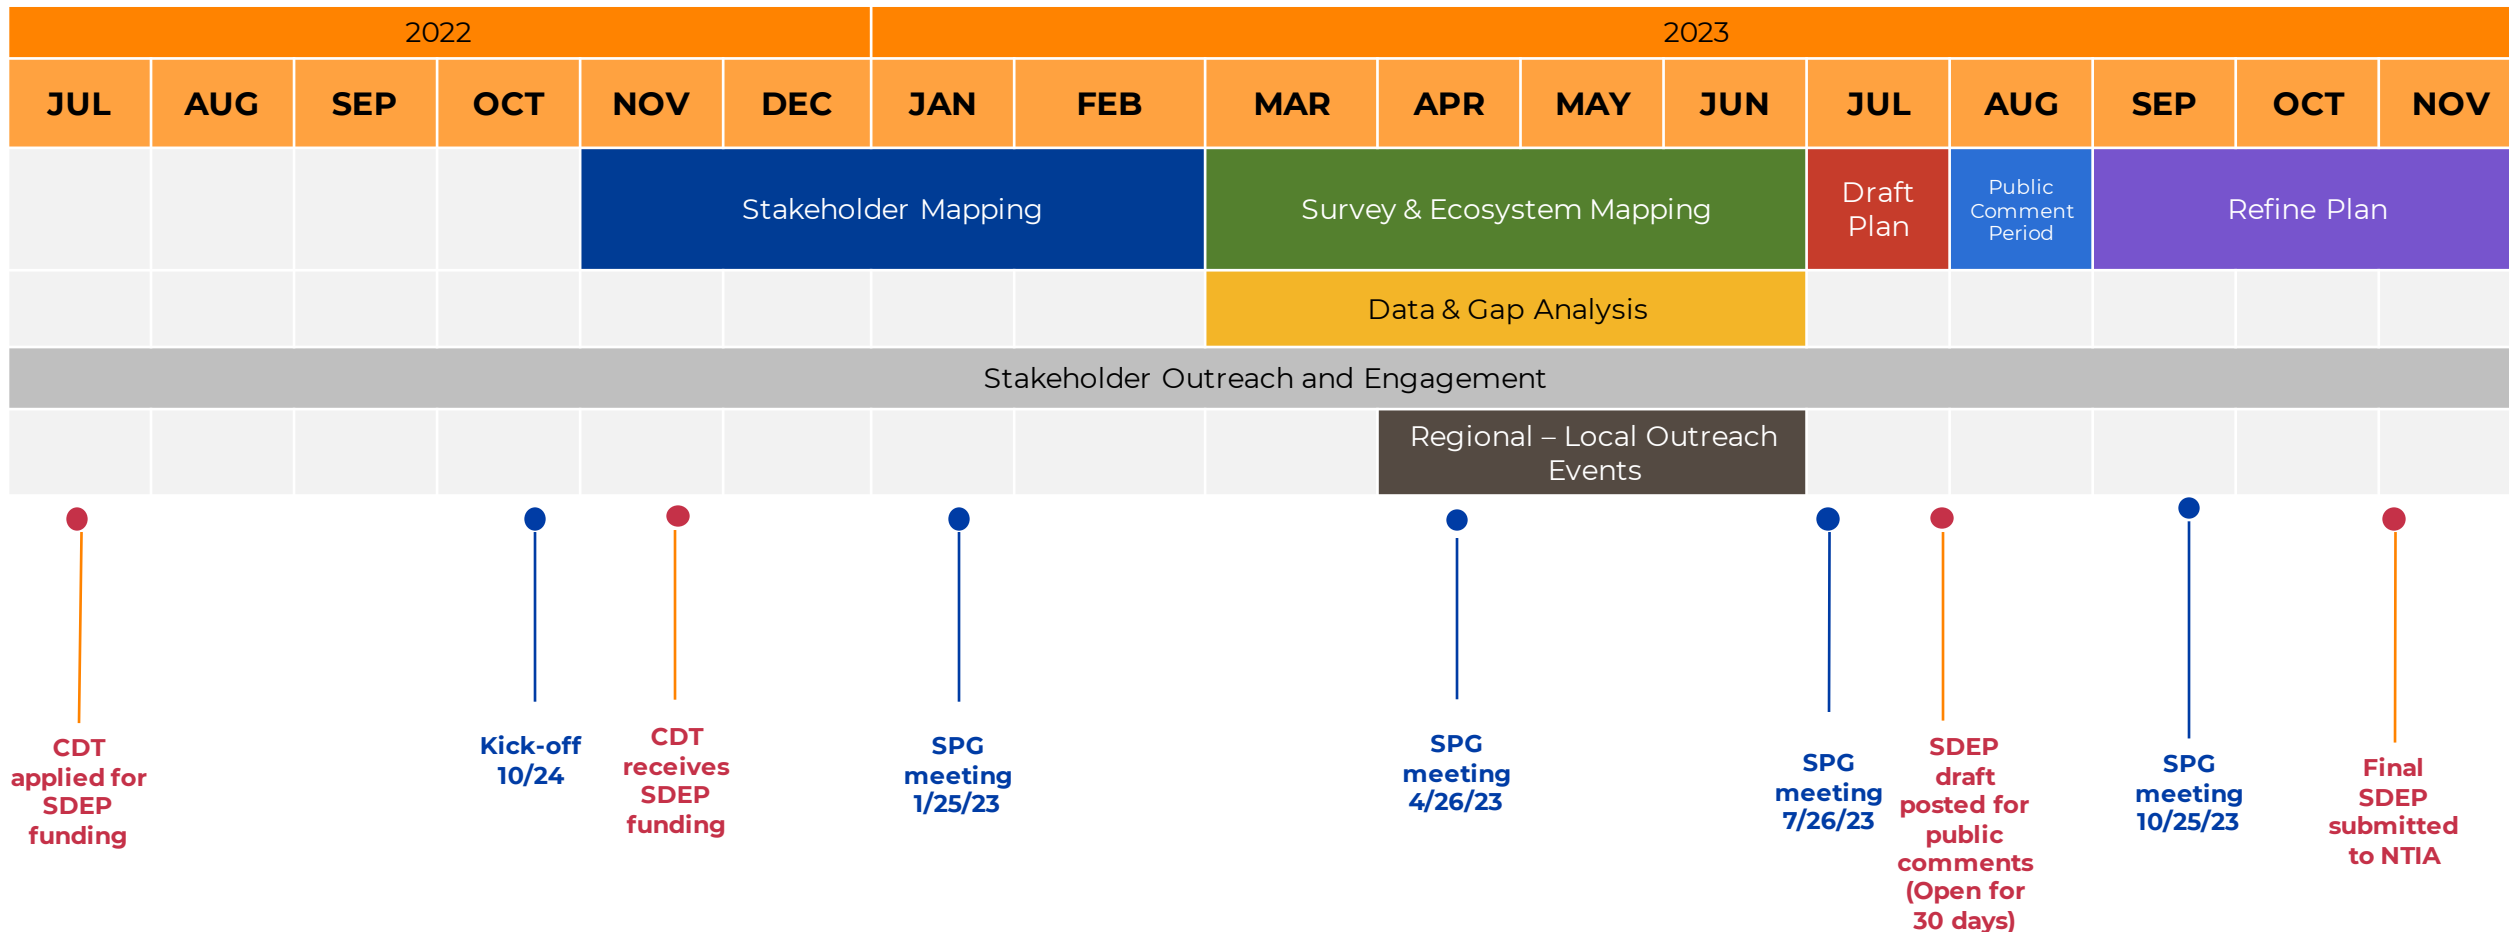 2022
2023
JUL
AUG
SEP
OCT
NOV
DEC
JAN
FEB
MAR
APR
MAY
JUN
JUL
AUG
SEP
OCT
NOV
Stakeholder Mapping
Survey & Ecosystem Mapping
Draft
Plan
Public
Comment
Period
Refine Plan
Data & Gap Analysis
Stakeholder Outreach and Engagement
Regional – Local Outreach
Events
CDT
applied for
SDEP
funding
Kick-off
10/24
CDT
receives
SDEP
funding
SPG
meeting
1/25/23
SPG
meeting
4/26/23
SPG
meeting
7/26/23
SDEP
draft
posted for
public
comments
(Open for
30 days)
SPG
meeting
10/25/23
Final
SDEP
submitted
to NTIA